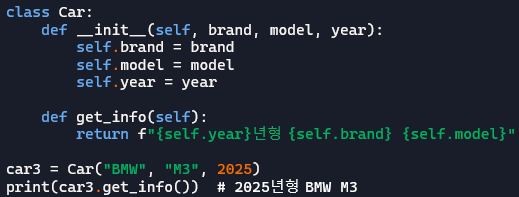 class Car:
    def __init__(self, brand, model, year):
        self.brand = brand
        self.model = model
        self.year = year

    def get_info(self):
        return f"{self.year}년형 {self.brand} {self.model}"

car3 = Car("BMW", "M3", 2025)
print(car3.get_info())  # 2025년형 BMW M3